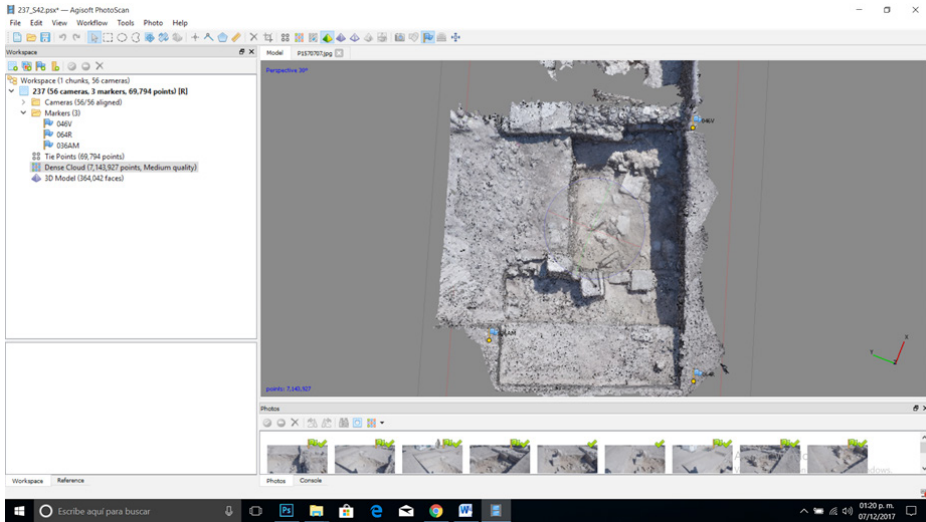 237_S42.psx* — Agisoft PhotoScan
File Edit View Workflow Tools Photo Help
Workspace
Model P1570707.jpg
Workspace (1 chunks, 56 cameras)
237 (56 cameras, 3 markers, 69,794 points) [R]
Cameras (56/56 aligned)
Markers (3)
046V
064R
036AM
Tie Points (69,794 points)
Dense Cloud (7,143,927 points, Medium quality)
3D Model (364,042 faces)
Perspective 30°
046V
points: 7,143,927
Photos
Workspace Reference
Photos Console
Escribe aquí para buscar
01:20 p. m.
07/12/2017